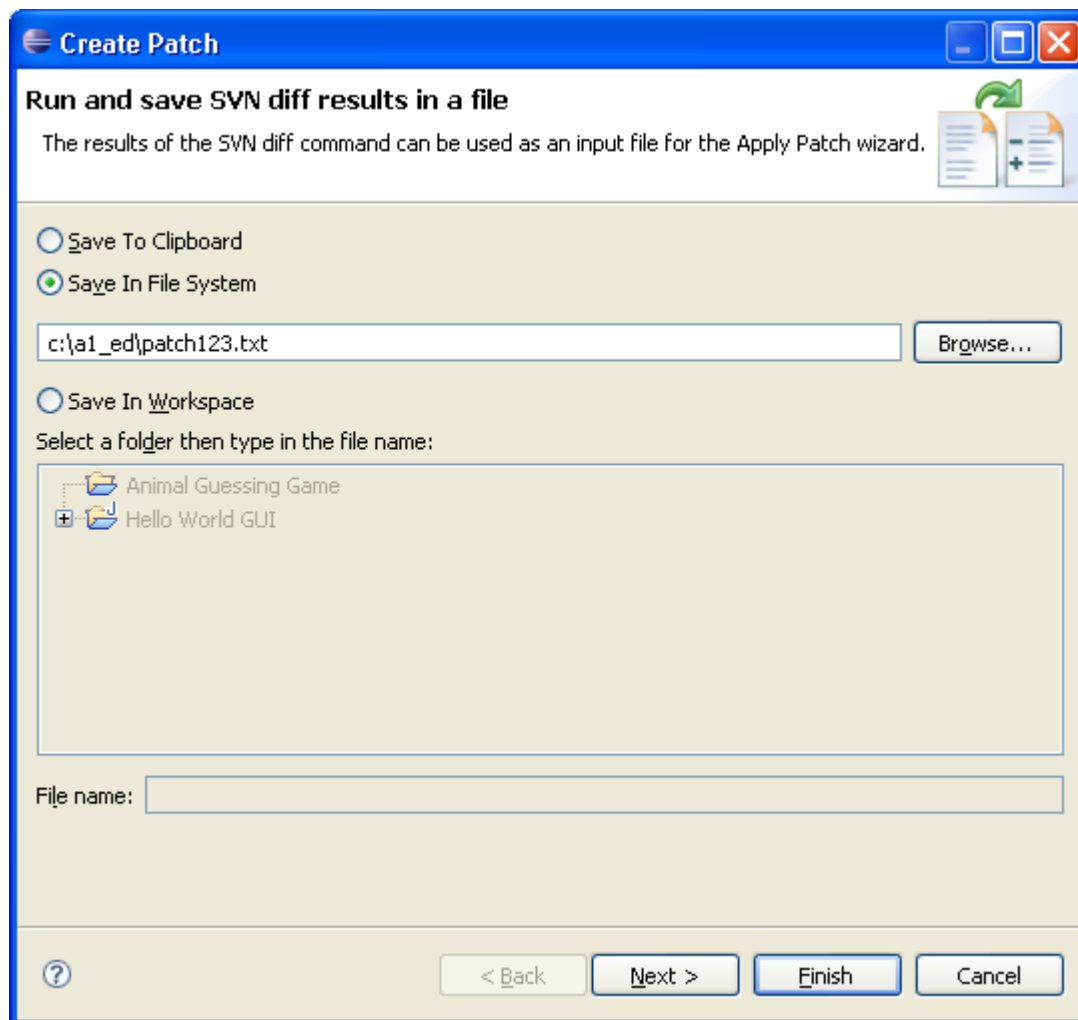 Create Patch
Run and save SVN diff results in a file
The results of the SVN diff command can be used as an input file for the Apply Patch wizard.
Save To Clipboard
Save In File System
c:\a1_ed\patch123.txt
Browse...
Save In Workspace
Select a folder then type in the file name:
Animal Guessing Game
Hello World GUI
File name:
< Back
Next >
Finish
Cancel